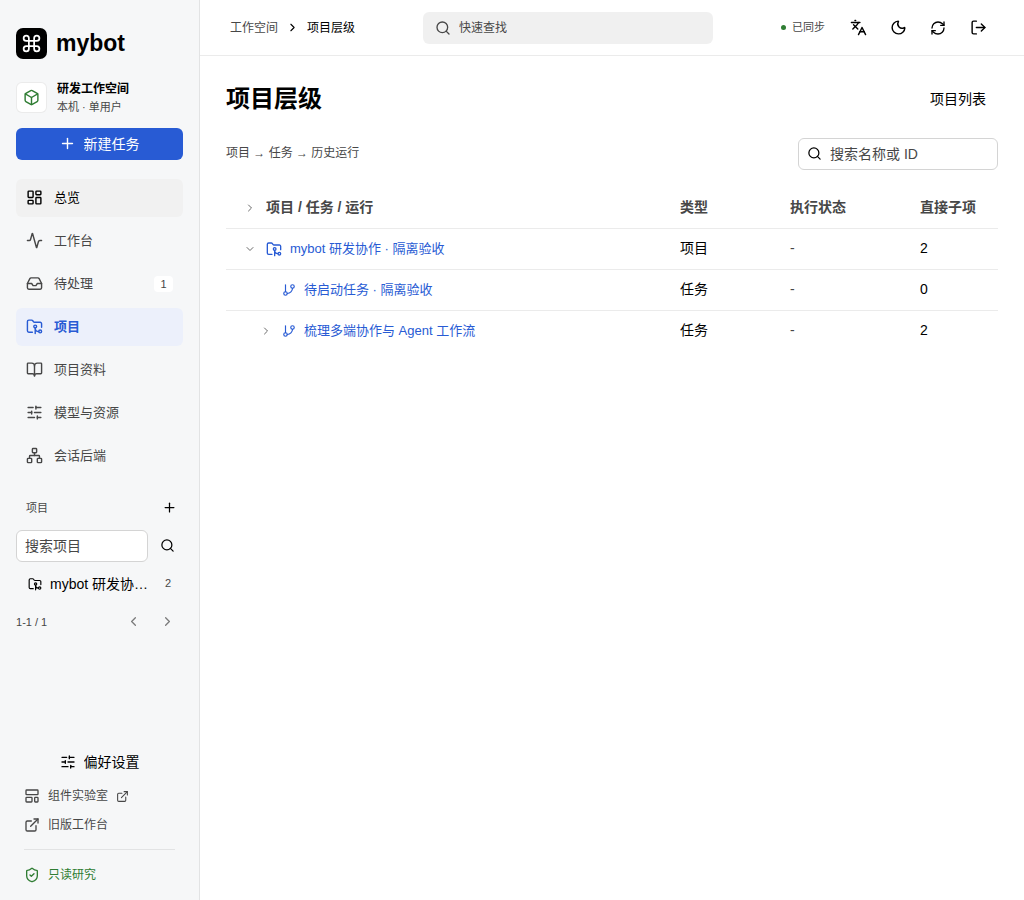 mybot
研发工作空间
本机 · 单用户
新建任务
总览
工作台
待处理 1
项目
项目资料
模型与资源
会话后端
项目
搜索项目
mybot 研发协… 2
1-1 / 1
偏好设置
组件实验室
旧版工作台
只读研究
工作空间 项目层级
快速查找
已同步
项目层级
项目列表
项目 → 任务 → 历史运行
搜索名称或 ID
项目 / 任务 / 运行 类型 执行状态 直接子项
mybot 研发协作 · 隔离验收 项目 - 2
待启动任务 · 隔离验收 任务 - 0
梳理多端协作与 Agent 工作流 任务 - 2